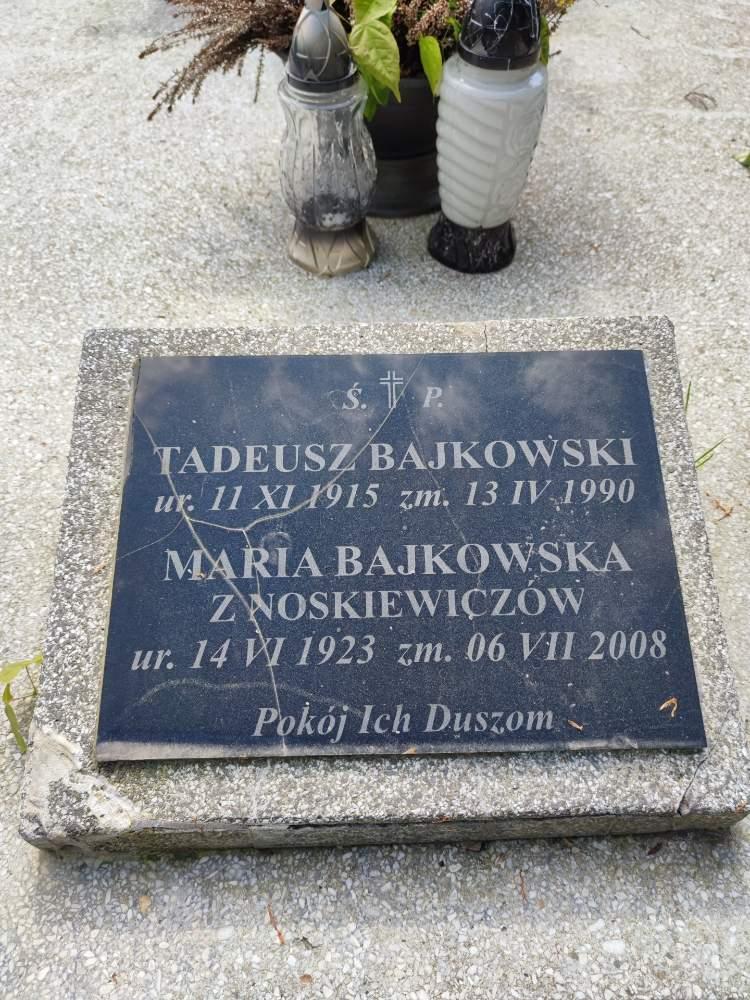 Ś. P.
TADEUSZ BAJKOWSKI
ur. 11 XI 1915 zm. 13 IV 1990
MARIA BAJKOWSKA
Z NOSKIEWICZÓW
ur. 14 VI 1923 zm. 06 VII 2008
Pokój Ich Duszom